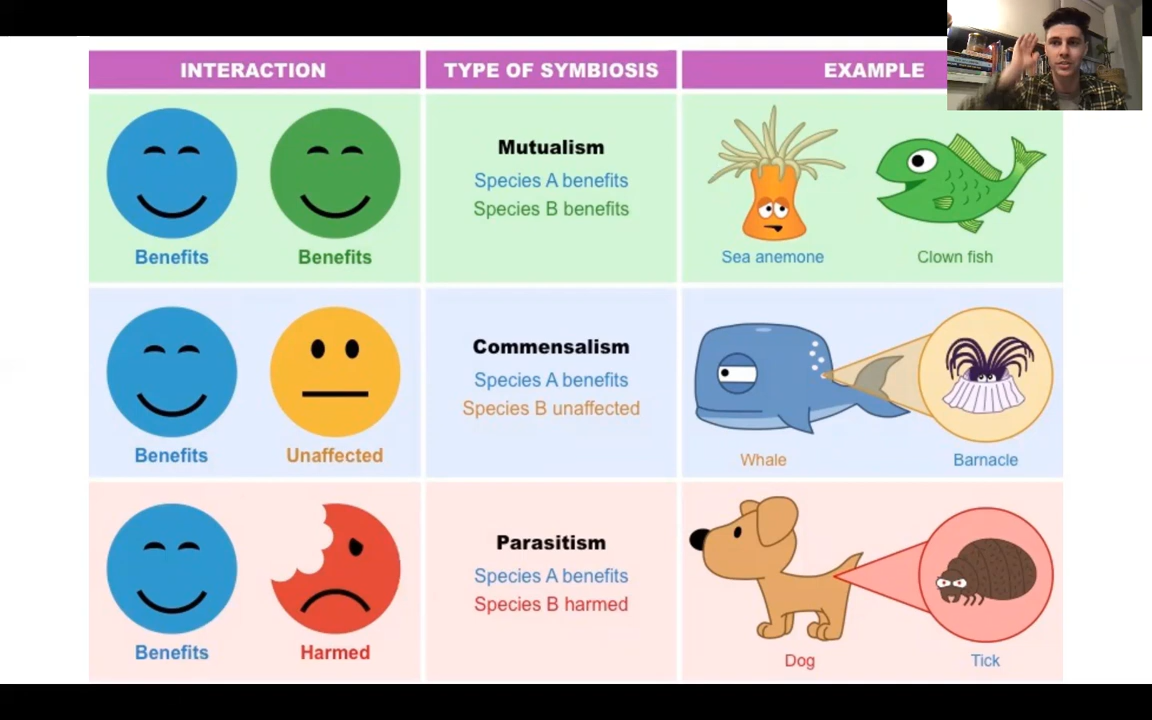 INTERACTION
TYPE OF SYMBIOSIS
EXAMPLE
Benefits
Benefits
Mutualism
Species A benefits
Species B benefits
Sea anemone
Clown fish
Benefits
Unaffected
Commensalism
Species A benefits
Species B unaffected
Whale
Barnacle
Benefits
Harmed
Parasitism
Species A benefits
Species B harmed
Dog
Tick